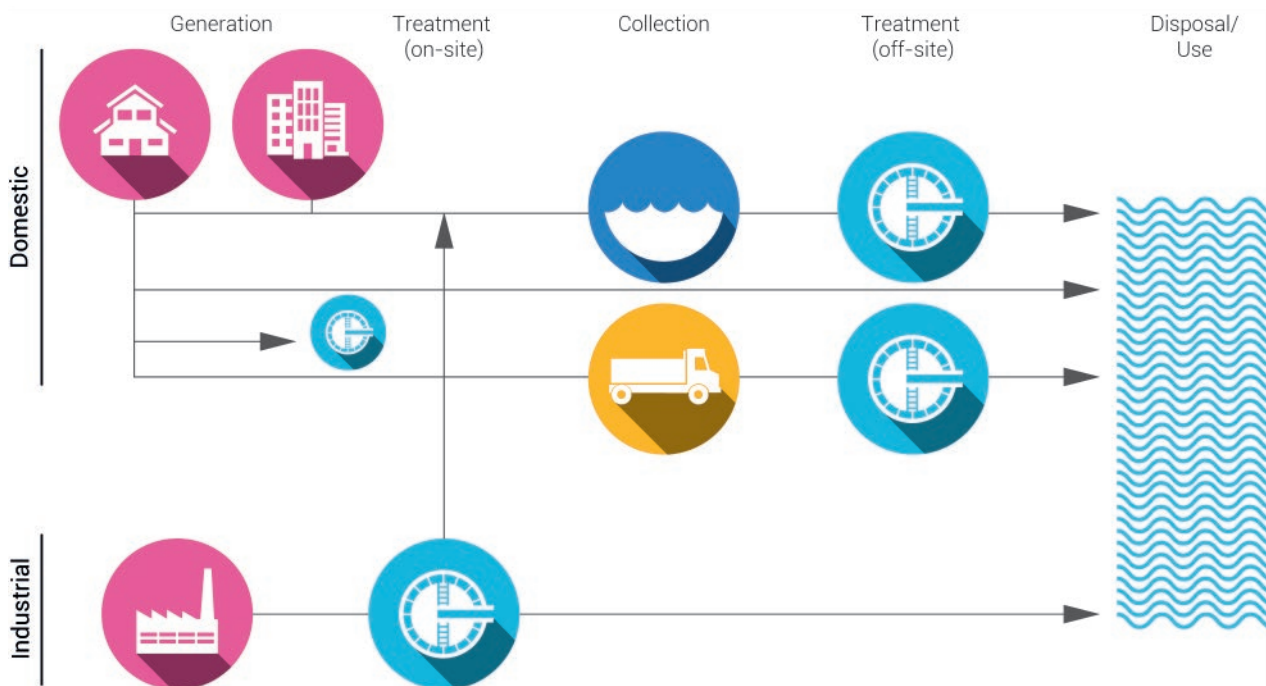 Generation
Treatment
(on-site)
Collection
Treatment
(off-site)
Disposal/
Use
Domestic
Industrial